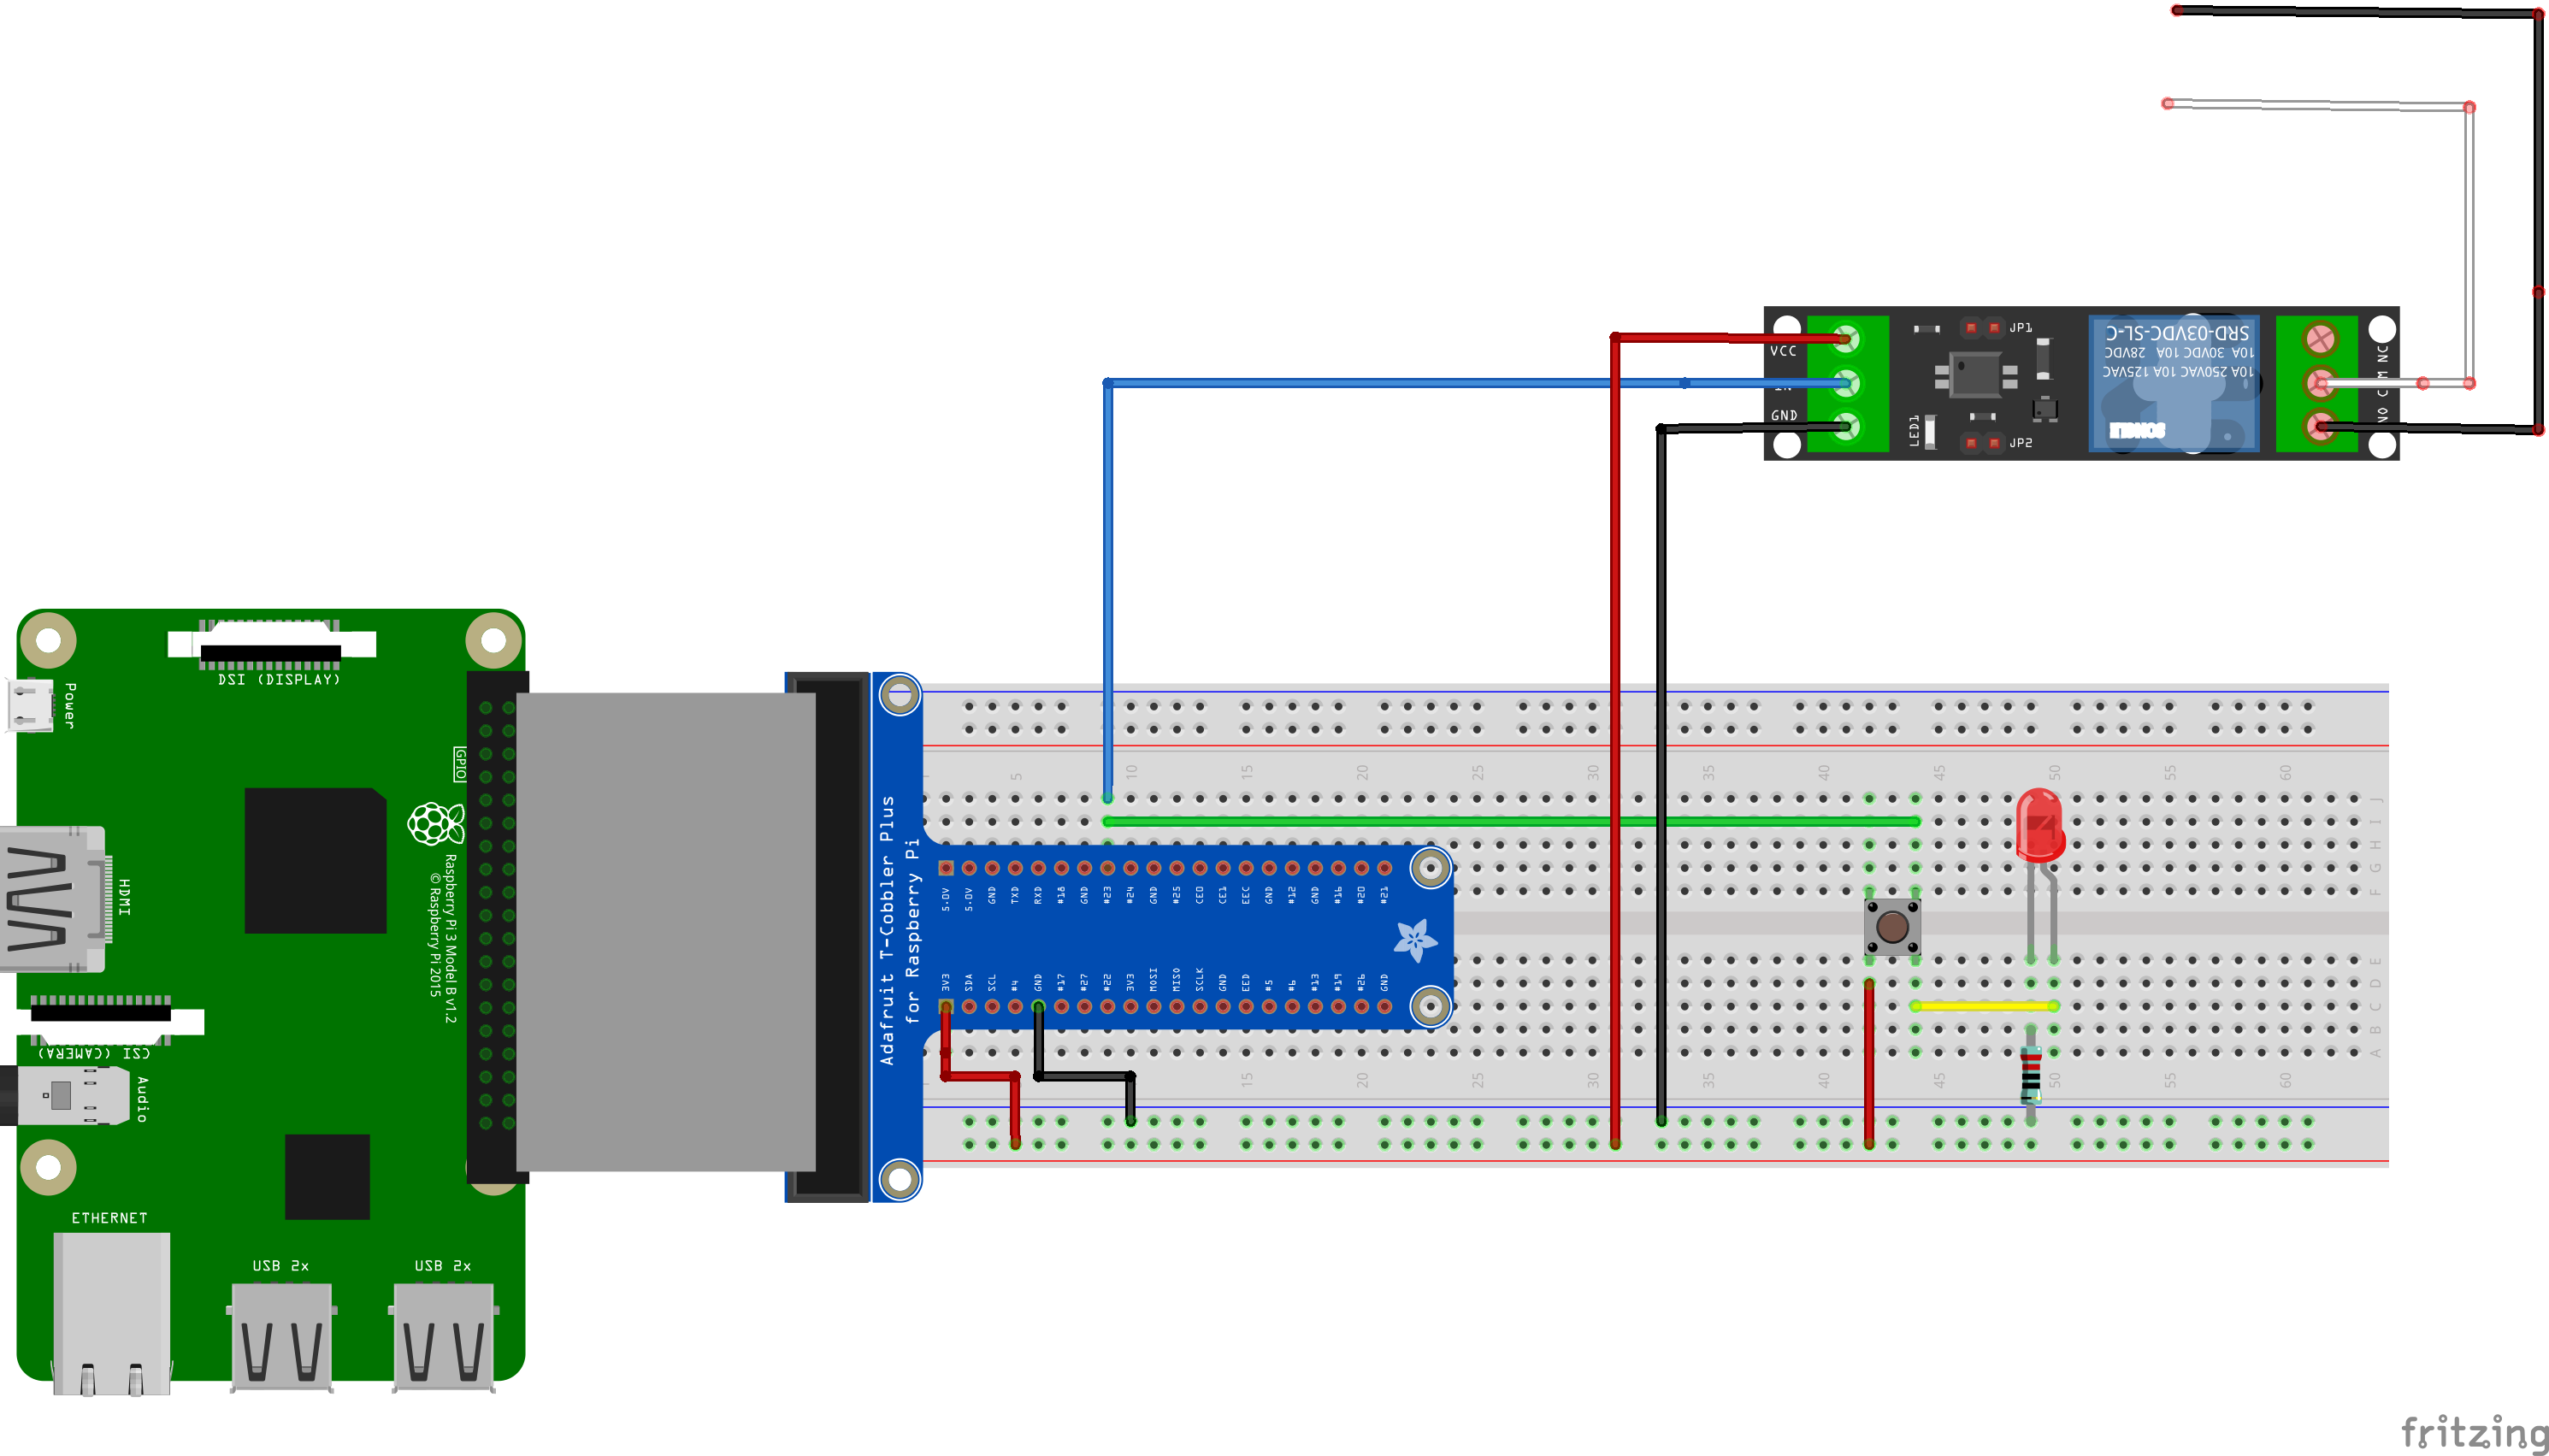 SRD-03VDC-SL-C
10A 30VDC 10A 28VDC
10A 250VAC 10A 125VAC
SONGLE
VCC
GND
LED1
JP1
JP2
NO COM NC
DSI (DISPLAY)
Power
GPIO
HDMI
Raspberry Pi 3 Model B v1.2
© Raspberry Pi 2015
CSI (CAMERA)
Audio
ETHERNET
USB 2x
USB 2x
Adafruit T-Cobbler Plus
for Raspberry Pi
5 10 15 20 25 30 35 40 45 50 55 60
J
I
H
G
F
5.0V 5.0V GND TXD RXD #18 GND #23 #24 GND #25 CE0 CE1 EEC GND #12 GND #16 #20 #21
3V3 SDA SCL #4 GND #17 #27 #22 3V3 MOSI MISO SCLK GND EED #5 #6 #13 #19 #26 GND
E
D
C
B
A
15 20 25 30 35 40 45 50 55 60
fritzing